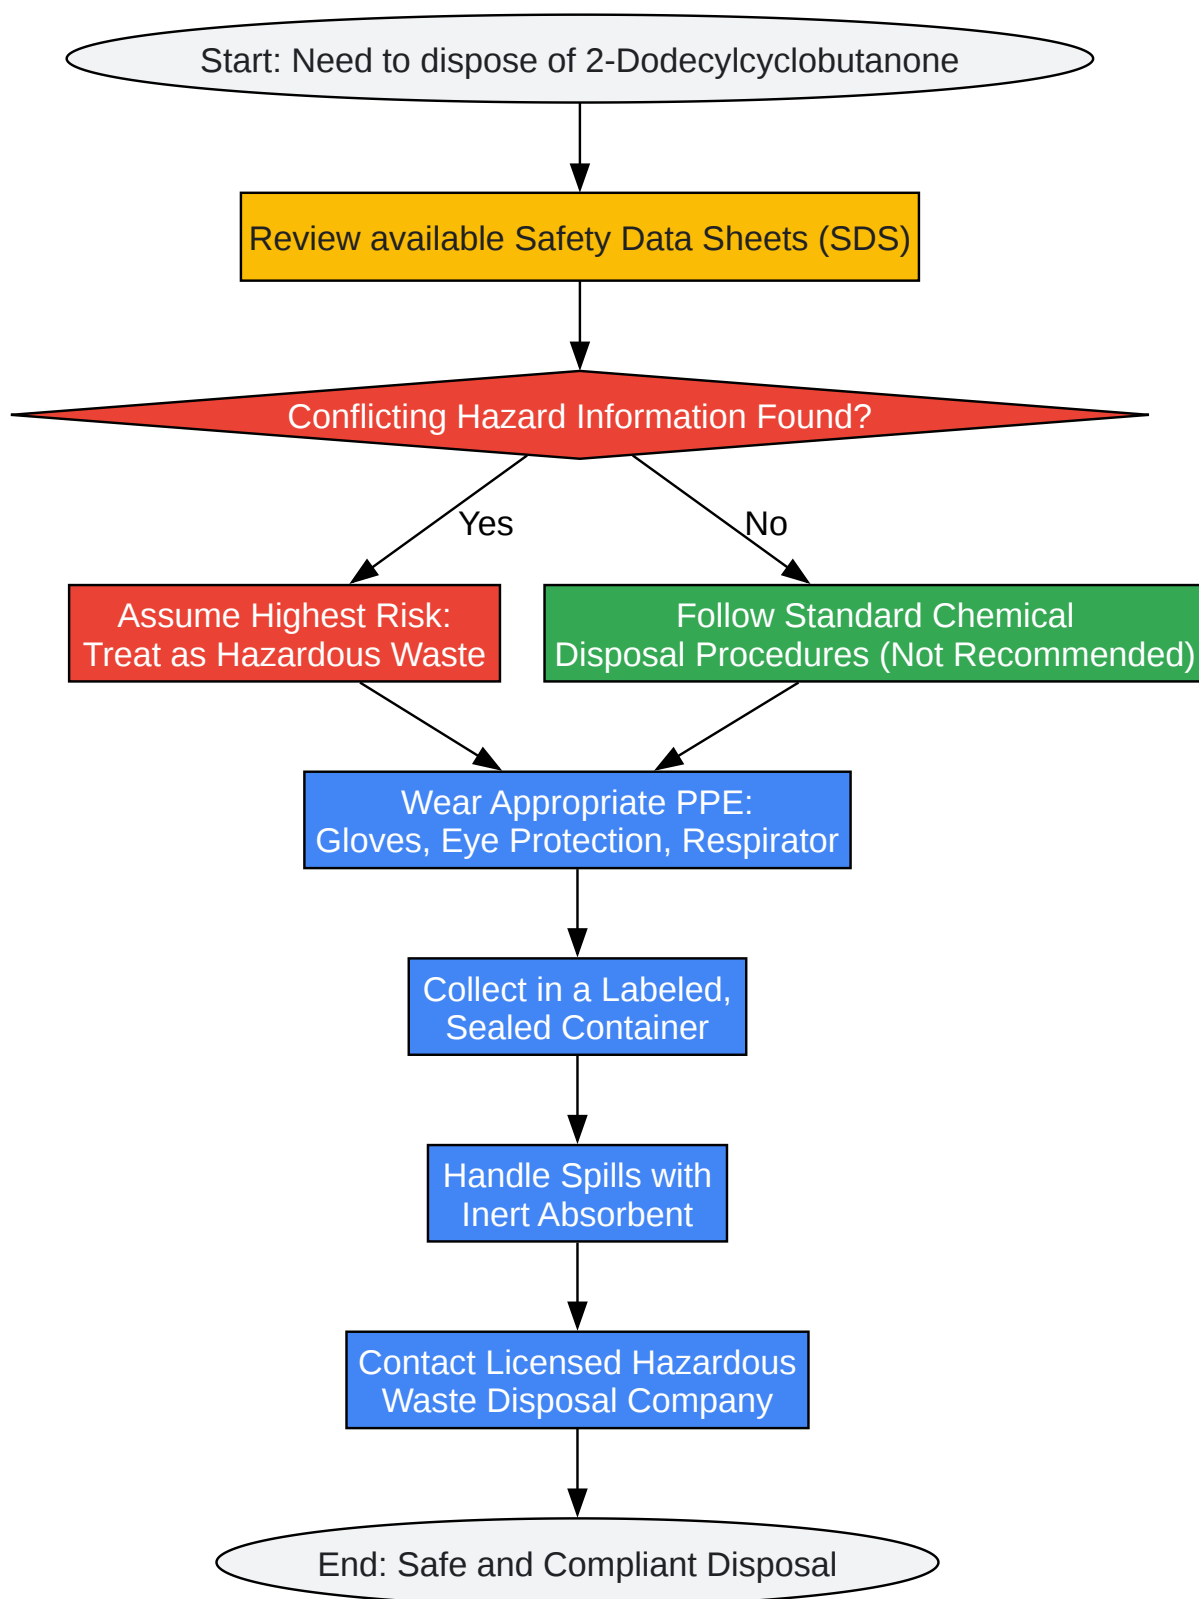 Start: Need to dispose of 2-Dodecylcyclobutanone
Review available Safety Data Sheets (SDS)
Conflicting Hazard Information Found?
Yes
No
Assume Highest Risk:
Treat as Hazardous Waste
Follow Standard Chemical
Disposal Procedures (Not Recommended)
Wear Appropriate PPE:
Gloves, Eye Protection, Respirator
Collect in a Labeled,
Sealed Container
Handle Spills with
Inert Absorbent
Contact Licensed Hazardous
Waste Disposal Company
End: Safe and Compliant Disposal